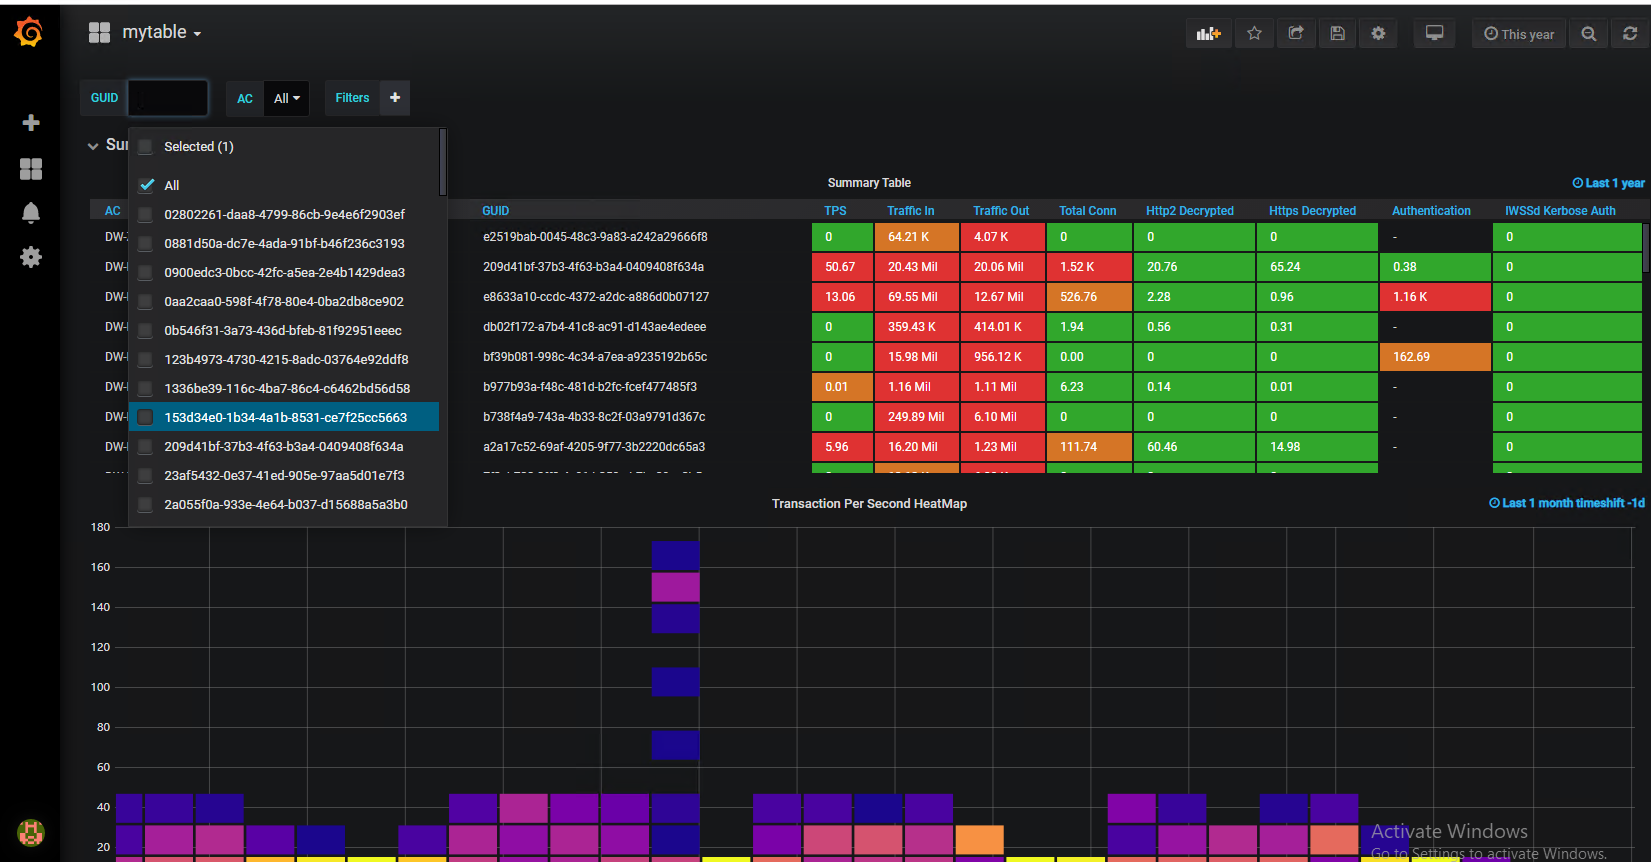 mytable
This year
GUID
AC All Filters
Selected (1)
All
02802261-daa8-4799-86cb-9e4e6f2903ef
0881d50a-dc7e-4ada-91bf-b46f236c3193
0900edc3-0bcc-42fc-a5ea-2e4b1429dea3
0aa2caa0-598f-4f78-80e4-0ba2db8ce902
0b546f31-3a73-436d-bfeb-81f92951eeec
123b4973-4730-4215-8adc-03764e92ddf8
1336be39-116c-4ba7-86c4-c6462bd56d58
153d34e0-1b34-4a1b-8531-ce7f25cc5663
209d41bf-37b3-4f63-b3a4-0409408f634a
23af5432-0e37-41ed-905e-97aa5d01e7f3
2a055f0a-933e-4e64-b037-d15688a5a3b0
Summary Table
Last 1 year
AC GUID TPS Traffic In Traffic Out Total Conn Http2 Decrypted Https Decrypted Authentication IWSSd Kerbose Auth
e2519bab-0045-48c3-9a83-a242a29666f8 0 64.21 K 4.07 K 0 0 0 - 0
209d41bf-37b3-4f63-b3a4-0409408f634a 50.67 20.43 Mil 20.06 Mil 1.52 K 20.76 65.24 0.38 0
e8633a10-ccdc-4372-a2dc-a886d0b07127 13.06 69.55 Mil 12.67 Mil 526.76 2.28 0.96 1.16 K 0
db02f172-a7b4-41c8-ac91-d143ae4edeee 0 359.43 K 414.01 K 1.94 0.56 0.31 - 0
bf39b081-998c-4c34-a7ea-a9235192b65c 0 15.98 Mil 956.12 K 0.00 0 0 162.69 0
b977b93a-f48c-481d-b2fc-fcef477485f3 0.01 1.16 Mil 1.11 Mil 6.23 0.14 0.01 - 0
b738f4a9-743a-4b33-8c2f-03a9791d367c 0 249.89 Mil 6.10 Mil 0 0 0 - 0
a2a17c52-69af-4205-9f77-3b2220dc65a3 5.96 16.20 Mil 1.23 Mil 111.74 60.46 14.98 - 0
Transaction Per Second HeatMap
Last 1 month timeshift -1d
180
160
140
120
100
80
60
40
20
Activate Windows
Go to Settings to activate Windows.